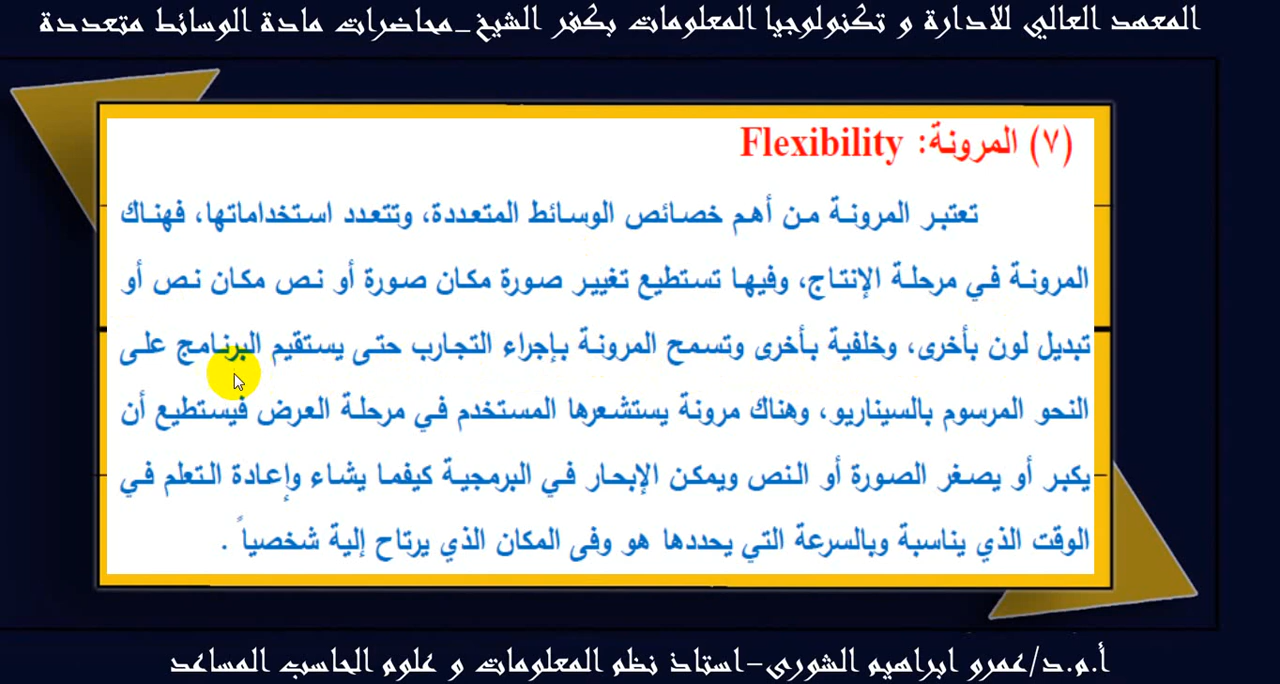 المعهد العالي للادارة و تكنولوجيا المعلومات بكفر الشيخ_محاضرات مادة الوسائط متعددة
(٧) المرونة: Flexibility
تعتبر المرونة من أهم خصائص الوسائط المتعددة، وتتعدد استخداماتها، فهناك
المرونة في مرحلة الإنتاج، وفيها تستطيع تغيير صورة مكان صورة أو نص مكان نص أو
تبديل لون بأخرى، وخلفية بأخرى وتسمح المرونة بإجراء التجارب حتى يستقيم البرنامج على
النحو المرسوم بالسيناريو، وهناك مرونة يستشعرها المستخدم في مرحلة العرض فيستطيع أن
يكبر أو يصغر الصورة أو النص ويمكن الإبحار في البرمجية كيفما يشاء وإعادة التعلم في
الوقت الذي يناسبة وبالسرعة التي يحددها هو وفى المكان الذي يرتاح إلية شخصياً .
أ.م.د/عمرو ابراهيم الشورى-استاذ نظم المعلومات و علوم الحاسب المساعد